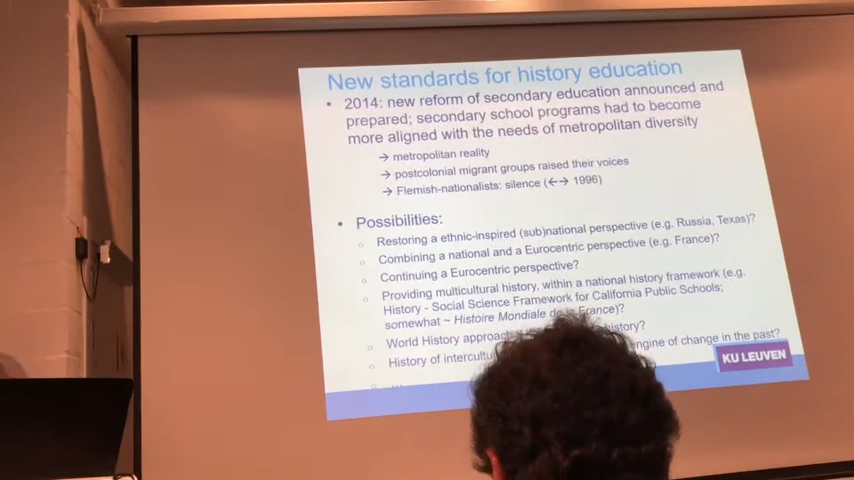 New standards for history education
• 2014: new reform of secondary education announced and
prepared; secondary school programs had to become
more aligned with the needs of metropolitan diversity
→ metropolitan reality
→ postcolonial migrant groups raised their voices
→ Flemish-nationalists: silence (←→ 1996)
• Possibilities:
○ Restoring a ethnic-inspired (sub)national perspective (e.g. Russia, Texas)?
○ Combining a national and a Eurocentric perspective (e.g. France)?
○ Continuing a Eurocentric perspective?
○ Providing multicultural history, within a national history framework (e.g.
History - Social Science Framework for California Public Schools;
somewhat ~ Histoire Mondiale de la France)?
○ World History history?
○ History of engine of change in the past?
○ ...
KU LEUVEN